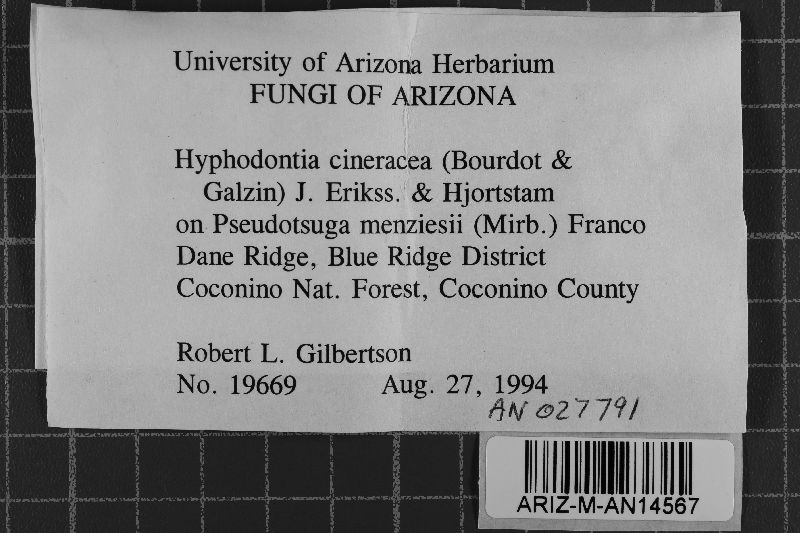 University of Arizona Herbarium
FUNGI OF ARIZONA
Hyphodontia cineracea (Bourdot &
Galzin) J. Erikss. & Hjortstam
on Pseudotsuga menziesii (Mirb.) Franco
Dane Ridge, Blue Ridge District
Coconino Nat. Forest, Coconino County
Robert L. Gilbertson
No. 19669 Aug. 27, 1994
AN 027791
ARIZ-M-AN14567